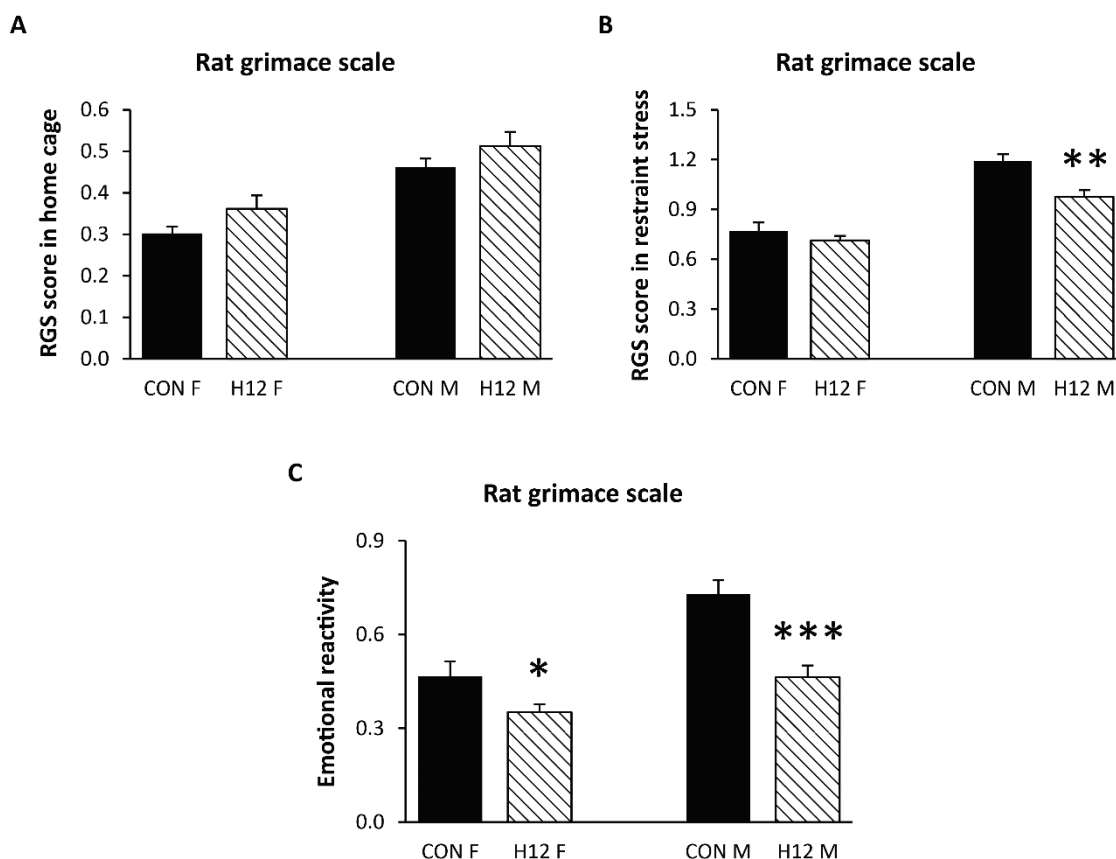 A
Rat grimace scale
RGS score in home cage
0.6
0.5
0.4
0.3
0.2
0.1
0.0
CON F
H12 F
CON M
H12 M
B
Rat grimace scale
RGS score in restraint stress
1.5
1.2
0.9
0.6
0.3
0.0
**
CON F
H12 F
CON M
H12 M
C
Rat grimace scale
Emotional reactivity
0.9
0.6
0.3
0.0
*
***
CON F
H12 F
CON M
H12 M